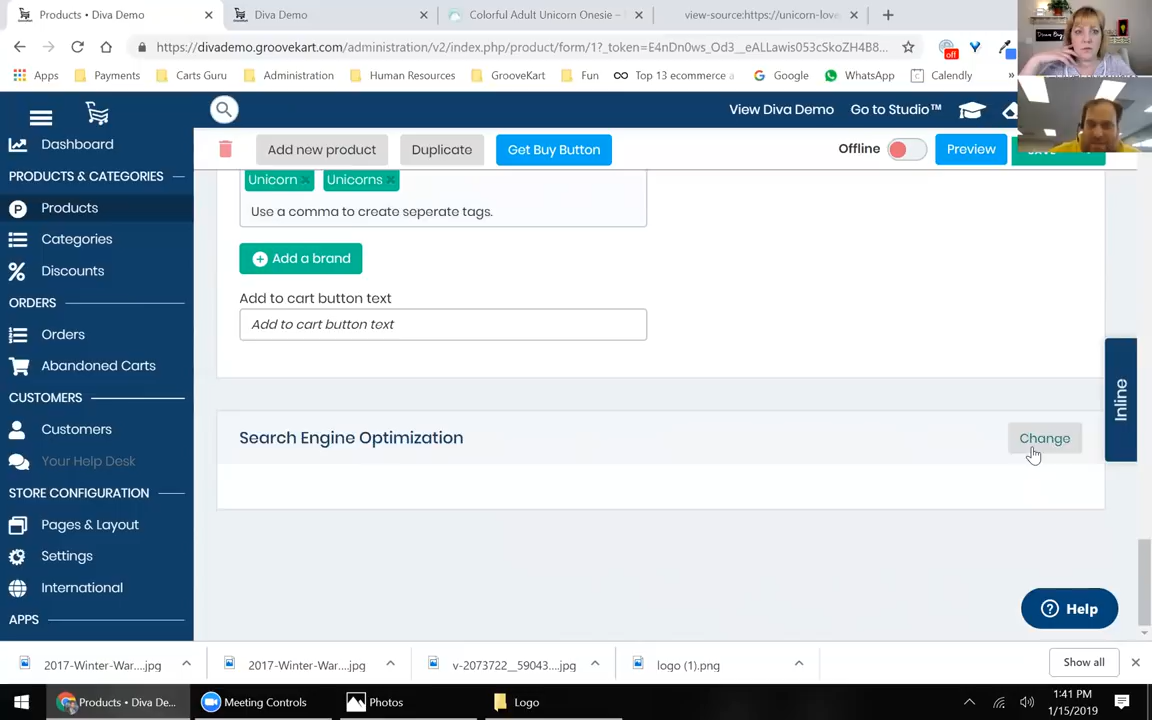 Products • Diva Demo
Diva Demo
Colorful Adult Unicorn Onesie -
view-source:https://unicorn-love
https://divademo.groovekart.com/administration/v2/index.php/product/form/1?_token=E4nDn0ws_Od3__eALLawis053cSkoZH4B8...
off
Apps
Payments
Carts Guru
Administration
Human Resources
GrooveKart
Fun
Top 13 ecommerce a
Google
WhatsApp
Calendly
»
View Diva Demo
Go to Studio™
Add new product
Duplicate
Get Buy Button
Offline
Preview
Dashboard
PRODUCTS & CATEGORIES
Products
Categories
Discounts
ORDERS
Orders
Abandoned Carts
CUSTOMERS
Customers
Your Help Desk
STORE CONFIGURATION
Pages & Layout
Settings
International
APPS
Unicorn ×
Unicorns ×
Use a comma to create seperate tags.
Add a brand
Add to cart button text
Add to cart button text
Search Engine Optimization
Change
Inline
Help
2017-Winter-War....jpg
2017-Winter-War....jpg
v-2073722__59043....jpg
logo (1).png
Show all
Products • Diva De...
Meeting Controls
Photos
Logo
1:41 PM
1/15/2019